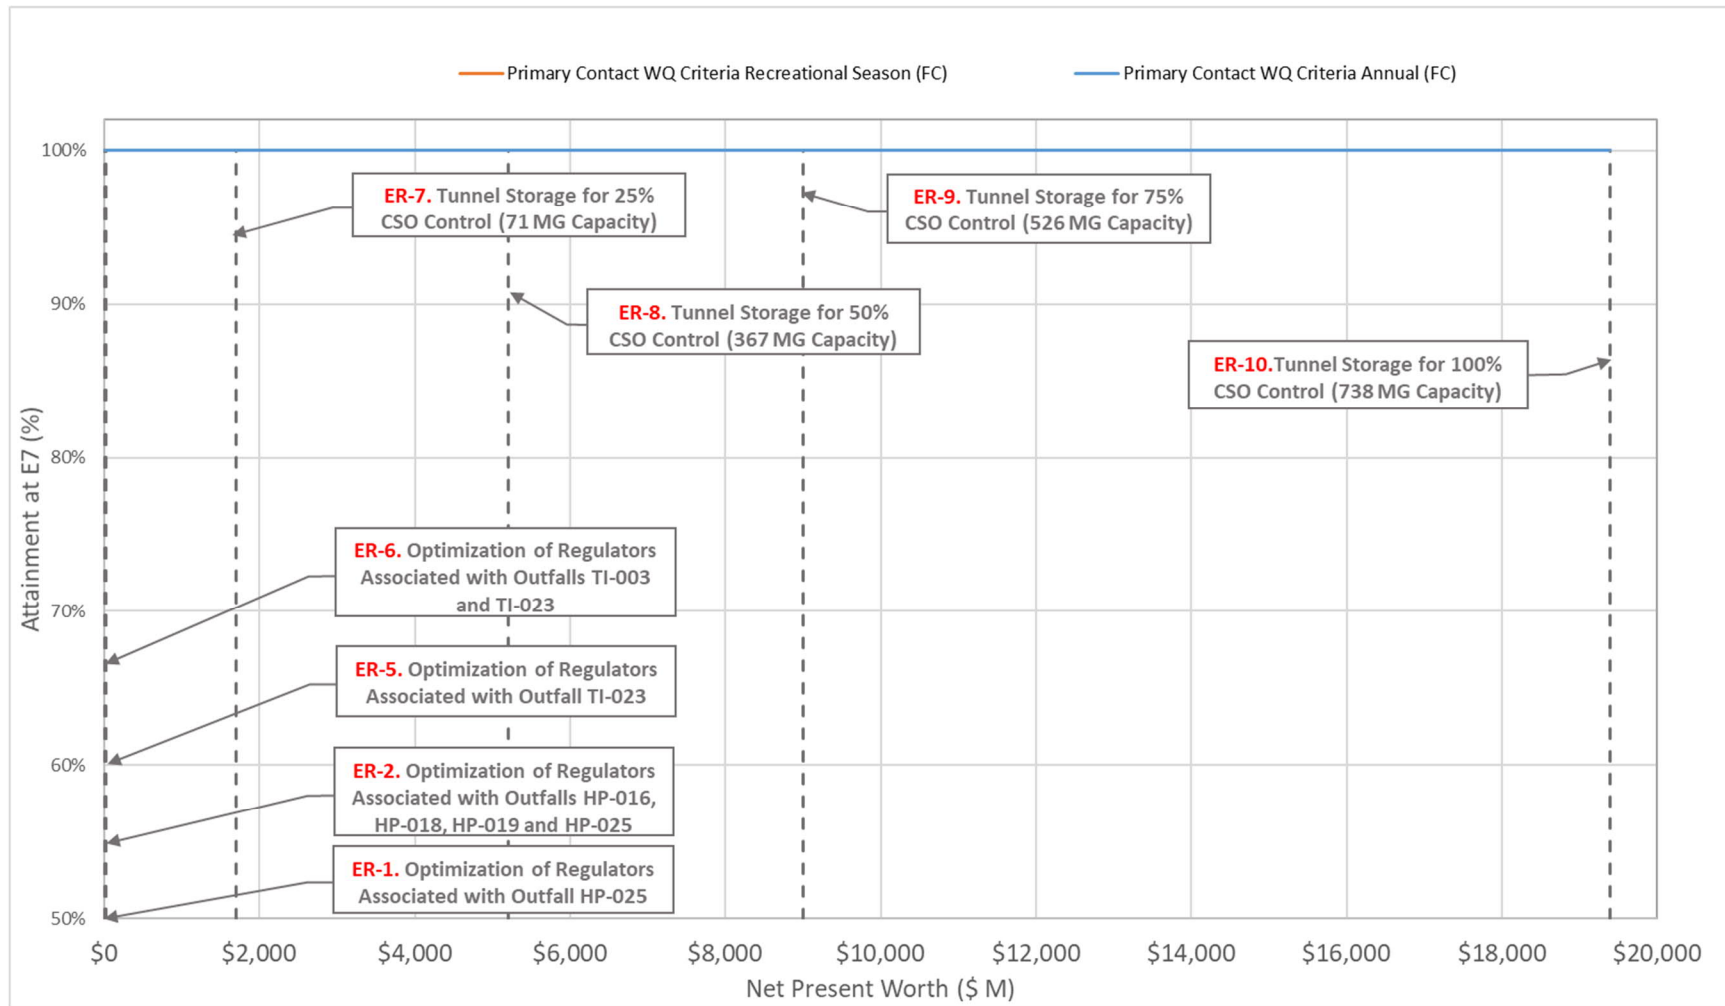 Primary Contact WQ Criteria Recreational Season (FC)
Primary Contact WQ Criteria Annual (FC)
Attainment at E7 (%)
100%
90%
80%
70%
60%
50%
ER-7. Tunnel Storage for 25%
CSO Control (71 MG Capacity)
ER-9. Tunnel Storage for 75%
CSO Control (526 MG Capacity)
ER-8. Tunnel Storage for 50%
CSO Control (367 MG Capacity)
ER-10.Tunnel Storage for 100%
CSO Control (738 MG Capacity)
ER-6. Optimization of Regulators
Associated with Outfalls TI-003
and TI-023
ER-5. Optimization of Regulators
Associated with Outfall TI-023
ER-2. Optimization of Regulators
Associated with Outfalls HP-016,
HP-018, HP-019 and HP-025
ER-1. Optimization of Regulators
Associated with Outfall HP-025
$0
$2,000
$4,000
$6,000
$8,000
$10,000
$12,000
$14,000
$16,000
$18,000
$20,000
Net Present Worth ($ M)